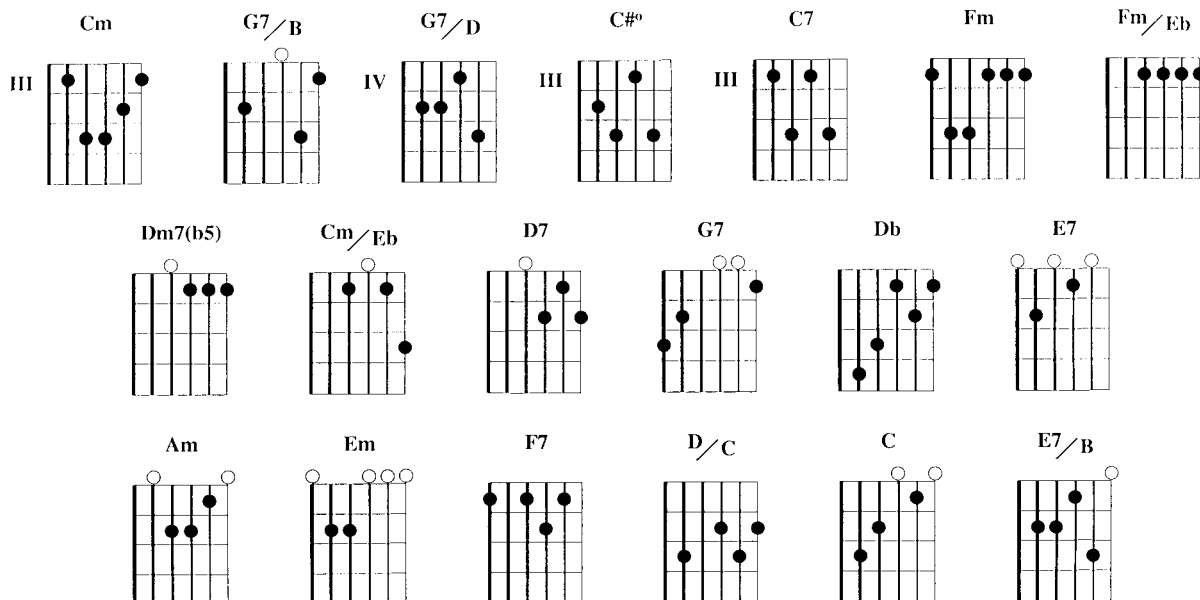 Cm G7/B G7/D C#º C7 Fm Fm/Eb
III IV III III
Dm7(b5) Cm/Eb D7 G7 Db E7
Am Em F7 D/C C E7/B